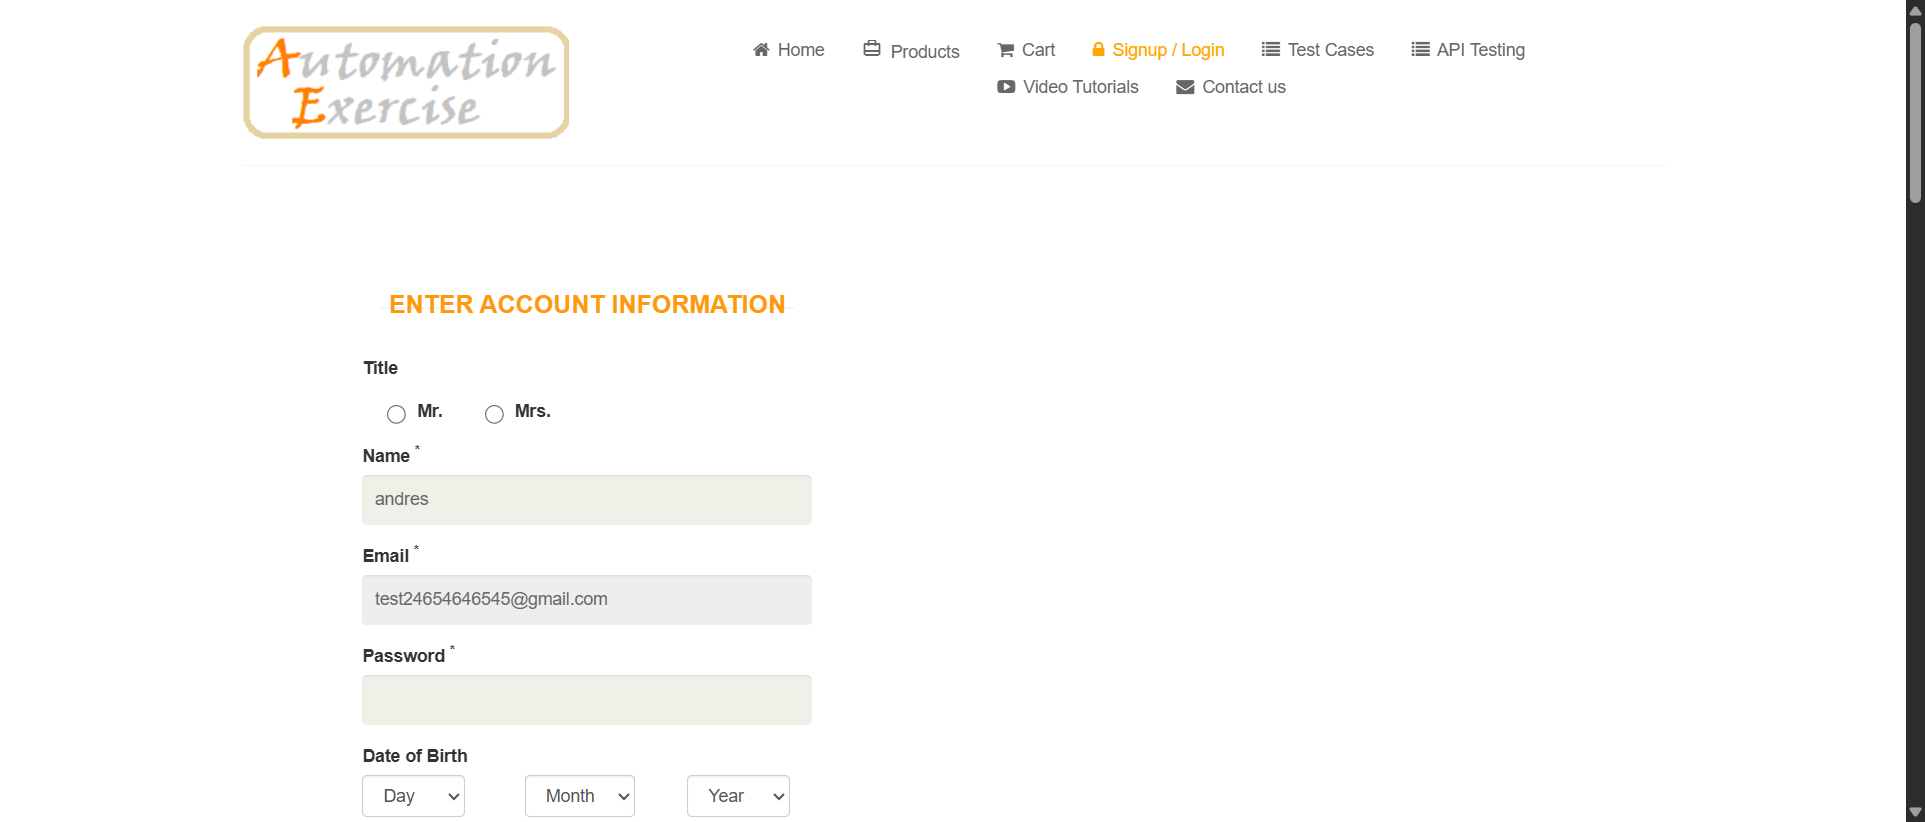 Automation
Exercise
Home Products Cart Signup / Login Test Cases API Testing
Video Tutorials Contact us
ENTER ACCOUNT INFORMATION
Title
Mr. Mrs.
Name *
andres
Email *
test24654646545@gmail.com
Password *
Date of Birth
Day Month Year